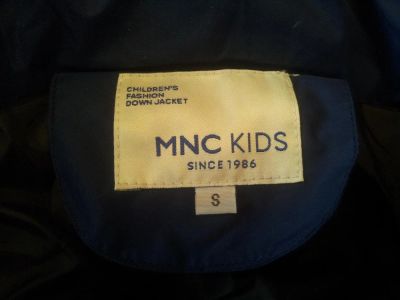 CHILDREN'S
FASHION
DOWN JACKET
MNC KIDS
SINCE 1986
S